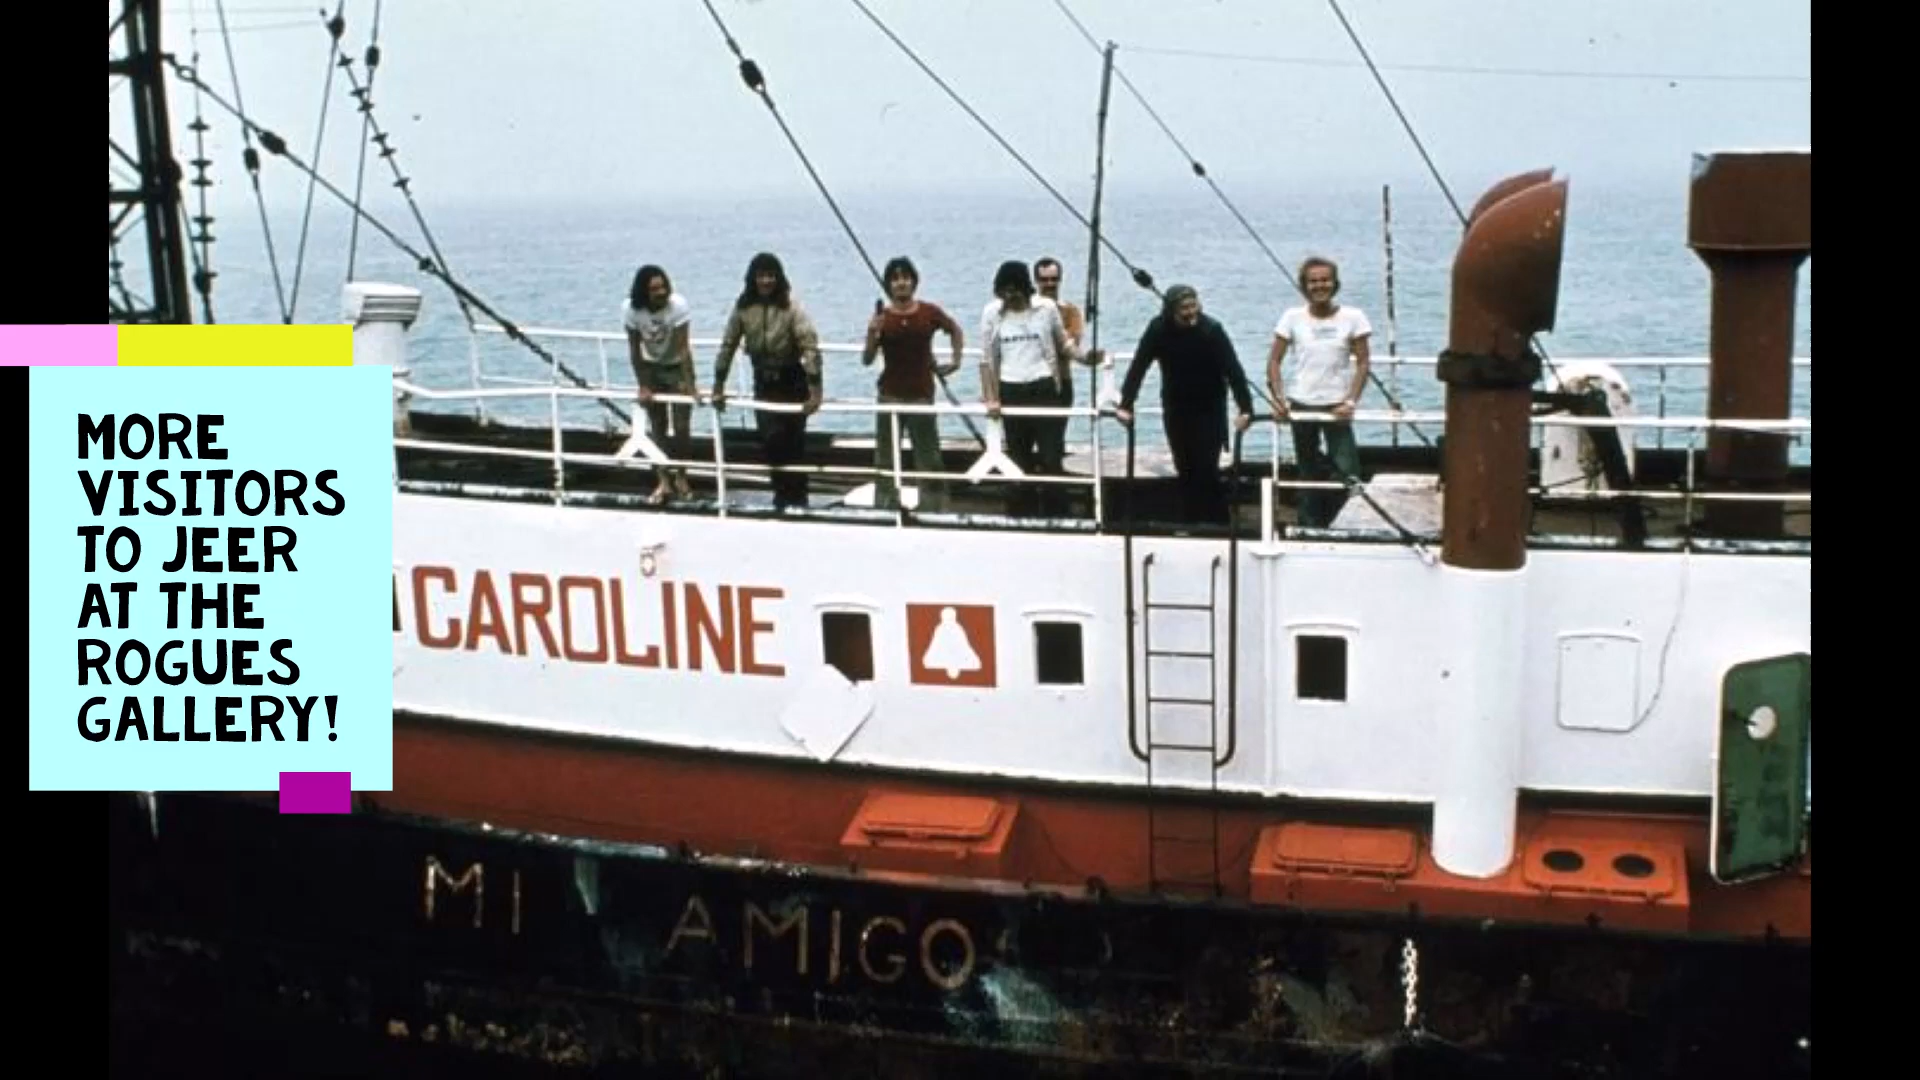 MORE
VISITORS
TO JEER
AT THE
ROGUES
GALLERY!
CAROLINE
MI AMIGO